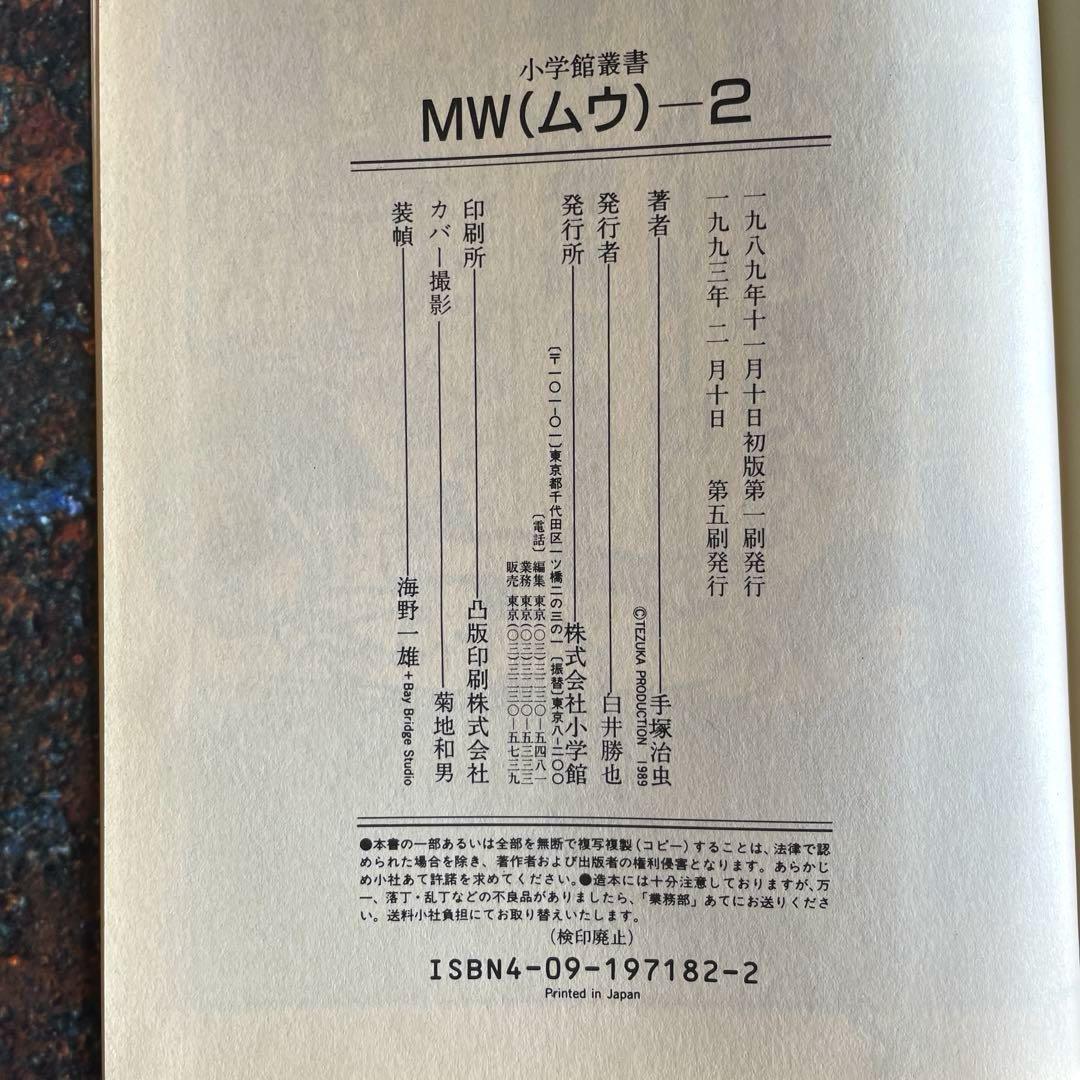 小学館叢書
MW(ムウ)―2
一九八九年十一月十日初版第一刷発行
一九九三年 二 月十日 第五刷発行
著者 手塚治虫
©TEZUKA PRODUCTION 1989
発行者 白井勝也
発行所 株式会社小学館
〔〒一〇一-〇一〕東京都千代田区一ツ橋二の三の一〔振替〕東京八-二〇〇
〔電話〕編集 東京(〇三)三二三〇-五四八一
業務 東京(〇三)三二三〇-五三三三
販売 東京(〇三)三二三〇-五七三九
印刷所 凸版印刷株式会社
カバー撮影 菊地和男
装幀 海野一雄+Bay Bridge Studio
●本書の一部あるいは全部を無断で複写複製(コピー)することは、法律で認
められた場合を除き、著作者および出版者の権利侵害となります。あらかじ
め小社あて許諾を求めてください。●造本には十分注意しておりますが、万
一、落丁・乱丁などの不良品がありましたら、「業務部」あてにお送りくださ
い。送料小社負担にてお取り替えいたします。
(検印廃止)
ISBN4-09-197182-2
Printed in Japan